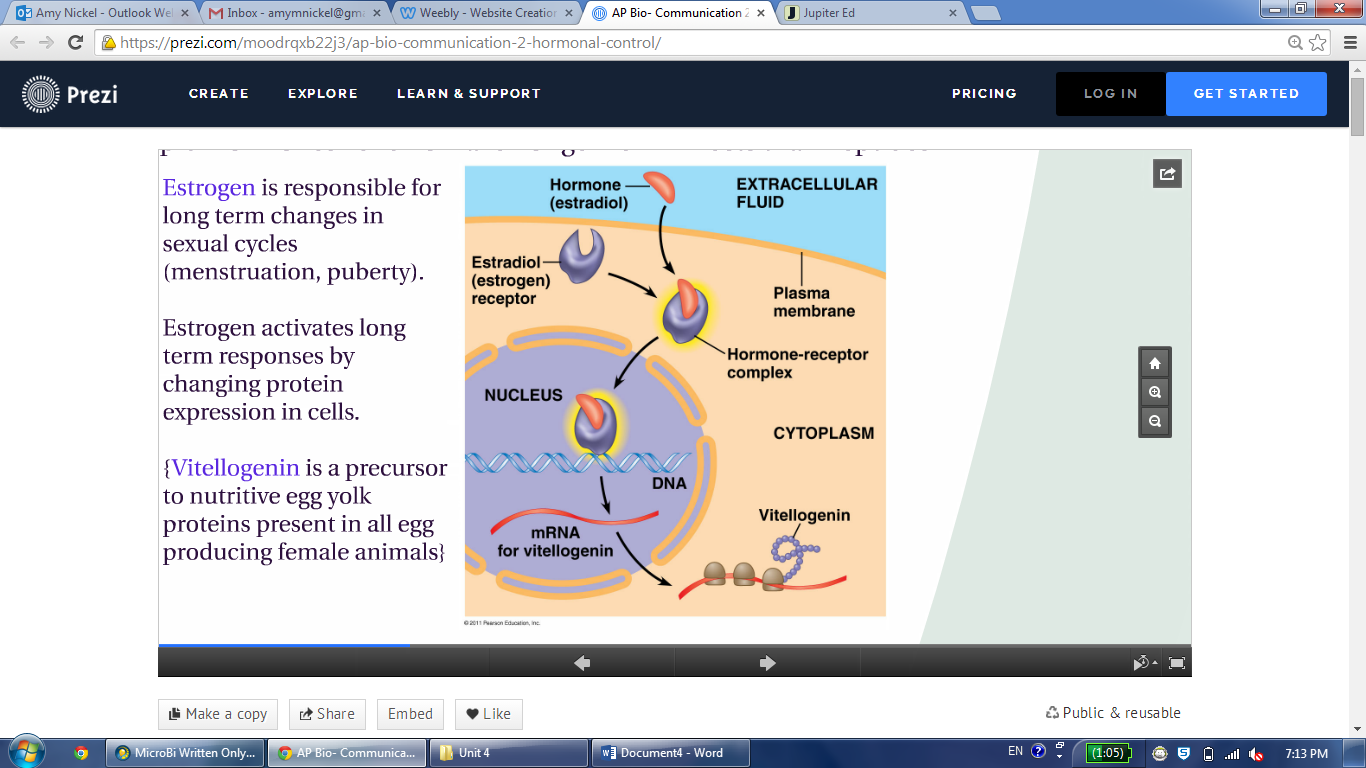 Amy Nickel - Outlook We
Inbox - amymnickel@gm
Weebly - Website Creation
AP Bio- Communication 2
Jupiter Ed
https://prezi.com/moodrqxb22j3/ap-bio-communication-2-hormonal-control/
Prezi
CREATE
EXPLORE
LEARN & SUPPORT
PRICING
LOG IN
GET STARTED
Estrogen is responsible for
long term changes in
sexual cycles
(menstruation, puberty).
Estrogen activates long
term responses by
changing protein
expression in cells.
{Vitellogenin is a precursor
to nutritive egg yolk
proteins present in all egg
producing female animals}
Hormone
(estradiol)
EXTRACELLULAR
FLUID
Estradiol
(estrogen)
receptor
Plasma
membrane
Hormone-receptor
complex
NUCLEUS
CYTOPLASM
DNA
Vitellogenin
mRNA
for vitellogenin
© 2011 Pearson Education, Inc.
Make a copy
Share
Embed
Like
Public & reusable
MicroBi Written Only...
AP Bio- Communica...
Unit 4
Document4 - Word
EN
(1:05)
7:13 PM